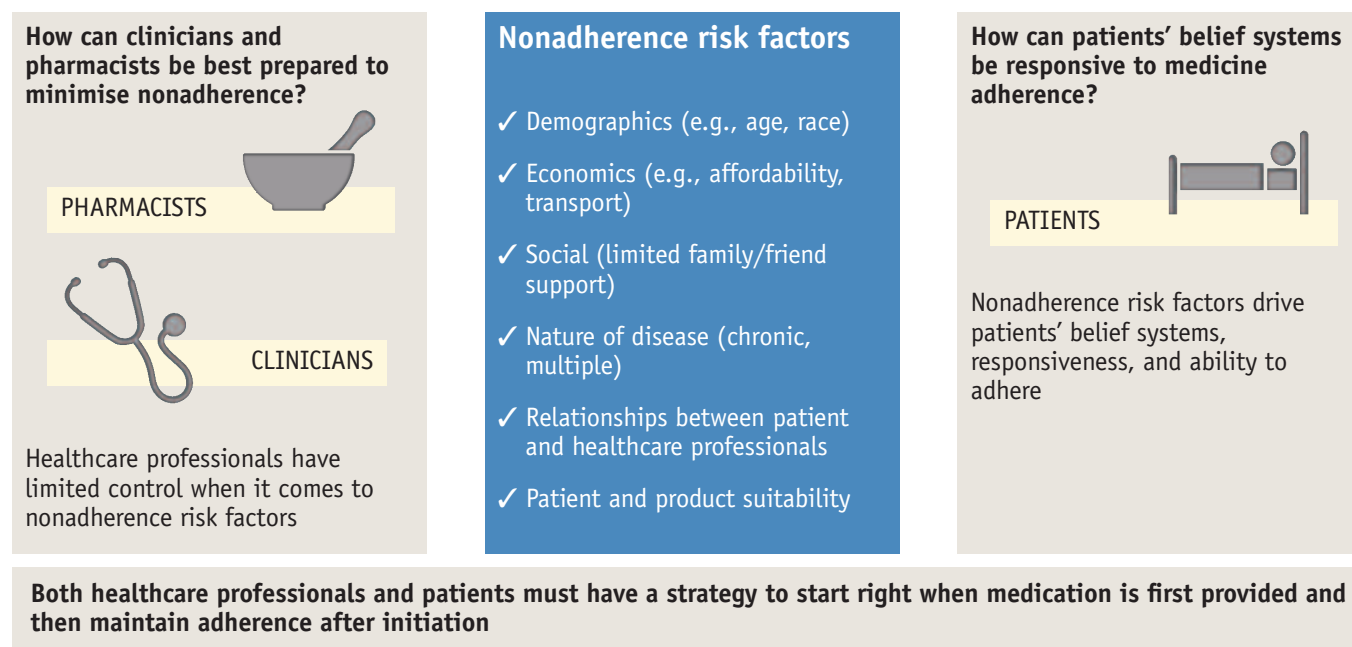 How can clinicians and
pharmacists be best prepared to
minimise nonadherence?
PHARMACISTS
CLINICIANS
Healthcare professionals have
limited control when it comes to
nonadherence risk factors
Nonadherence risk factors
✓ Demographics (e.g., age, race)
✓ Economics (e.g., affordability,
transport)
✓ Social (limited family/friend
support)
✓ Nature of disease (chronic,
multiple)
✓ Relationships between patient
and healthcare professionals
✓ Patient and product suitability
How can patients’ belief systems
be responsive to medicine
adherence?
PATIENTS
Nonadherence risk factors drive
patients’ belief systems,
responsiveness, and ability to
adhere
Both healthcare professionals and patients must have a strategy to start right when medication is first provided and
then maintain adherence after initiation